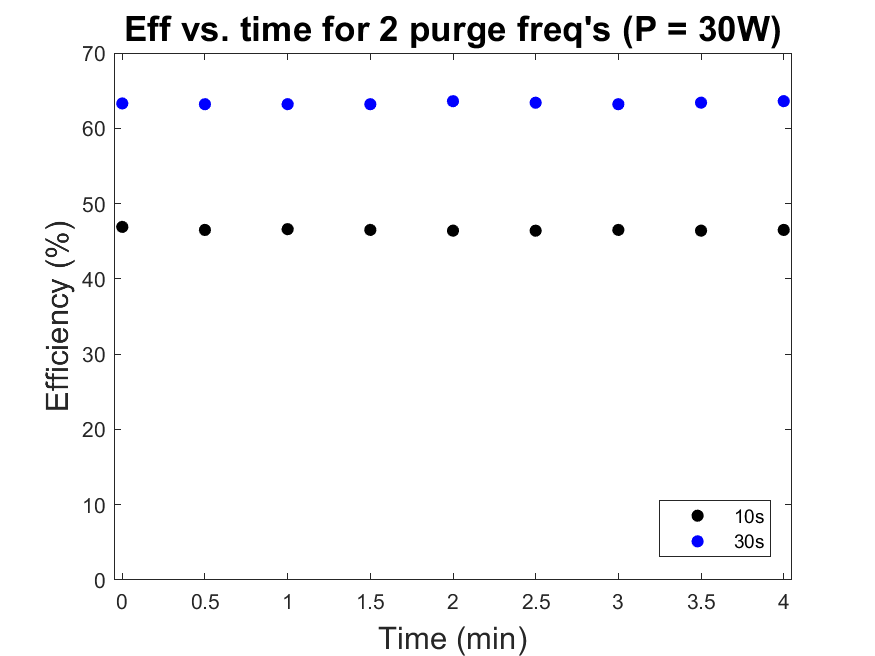 Eff vs. time for 2 purge freq's (P = 30W)
70
60
50
40
30
20
10
0
Efficiency (%)
10s
30s
0 0.5 1 1.5 2 2.5 3 3.5 4
Time (min)